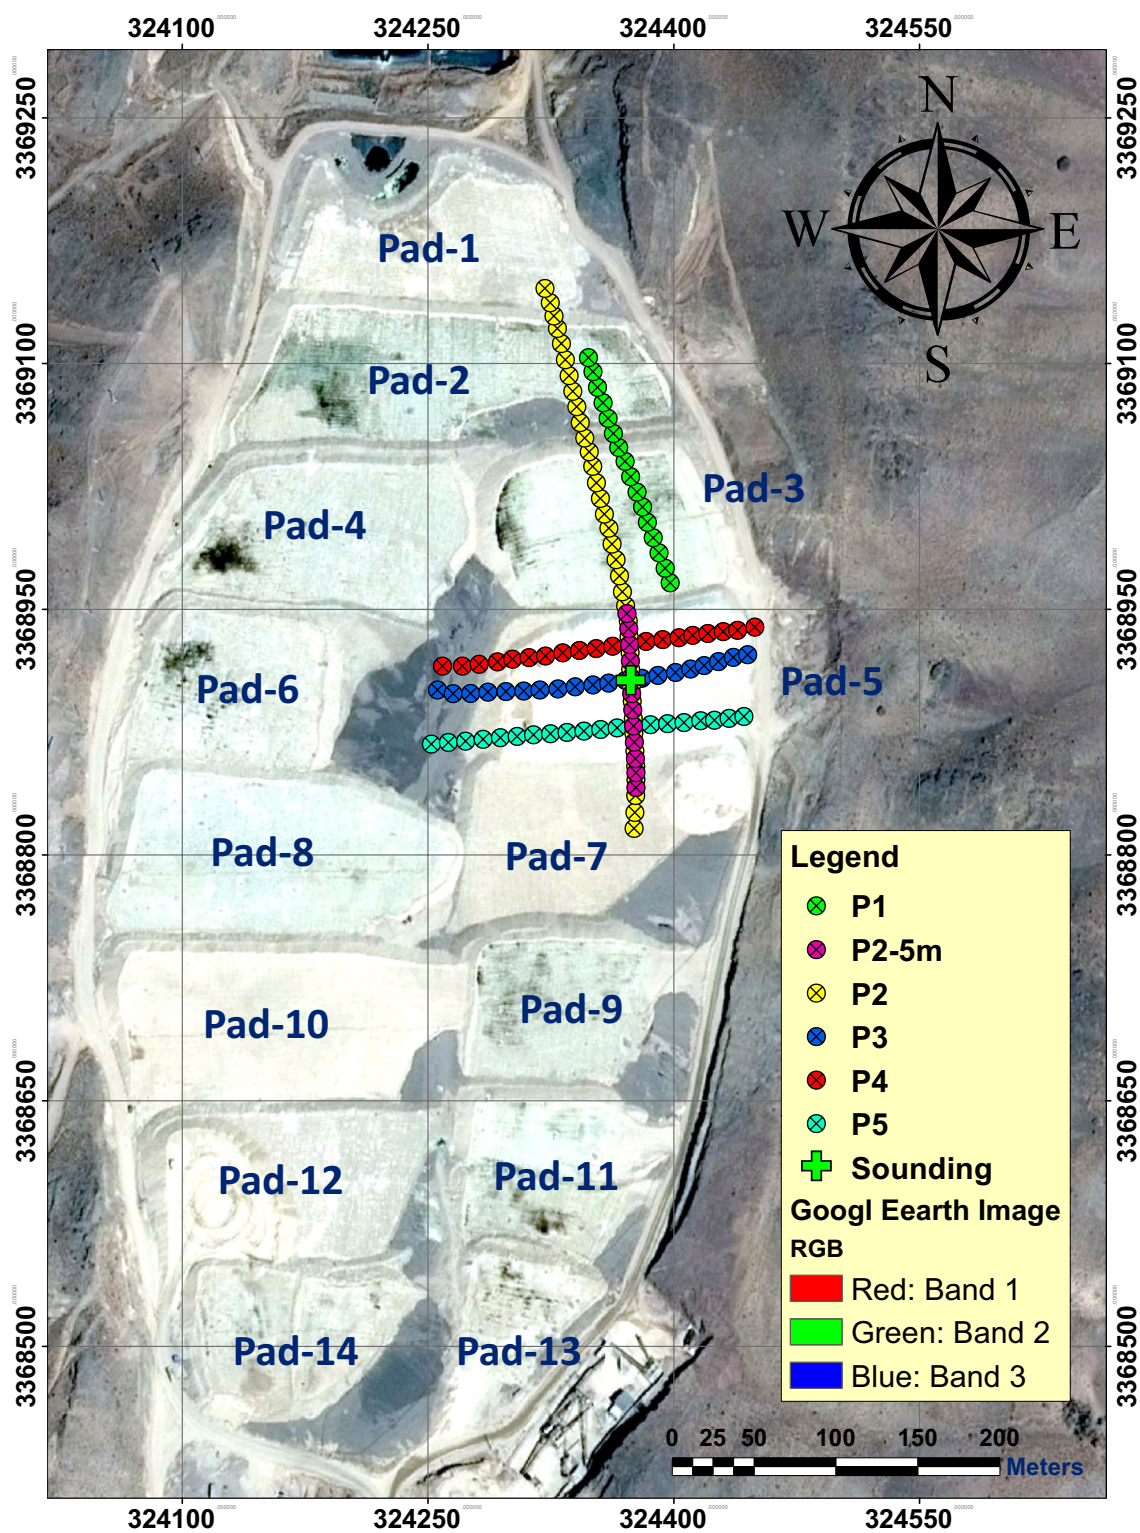 324100 324250 324400 324550
3369250 3369250
N
W E
S
Pad-1
3369100 3369100
Pad-2
Pad-3
Pad-4
3368950 3368950
Pad-5
Pad-6
Pad-8
Pad-7
3368800 3368800
Legend
P1
P2-5m
P2
P3
P4
P5
Sounding
Googl Eearth Image
RGB
Red: Band 1
Green: Band 2
Blue: Band 3
Pad-9
Pad-10
3368650 3368650
Pad-12
Pad-11
3368500 3368500
Pad-14
Pad-13
0 25 50 100 150 200
Meters
324100 324250 324400 324550